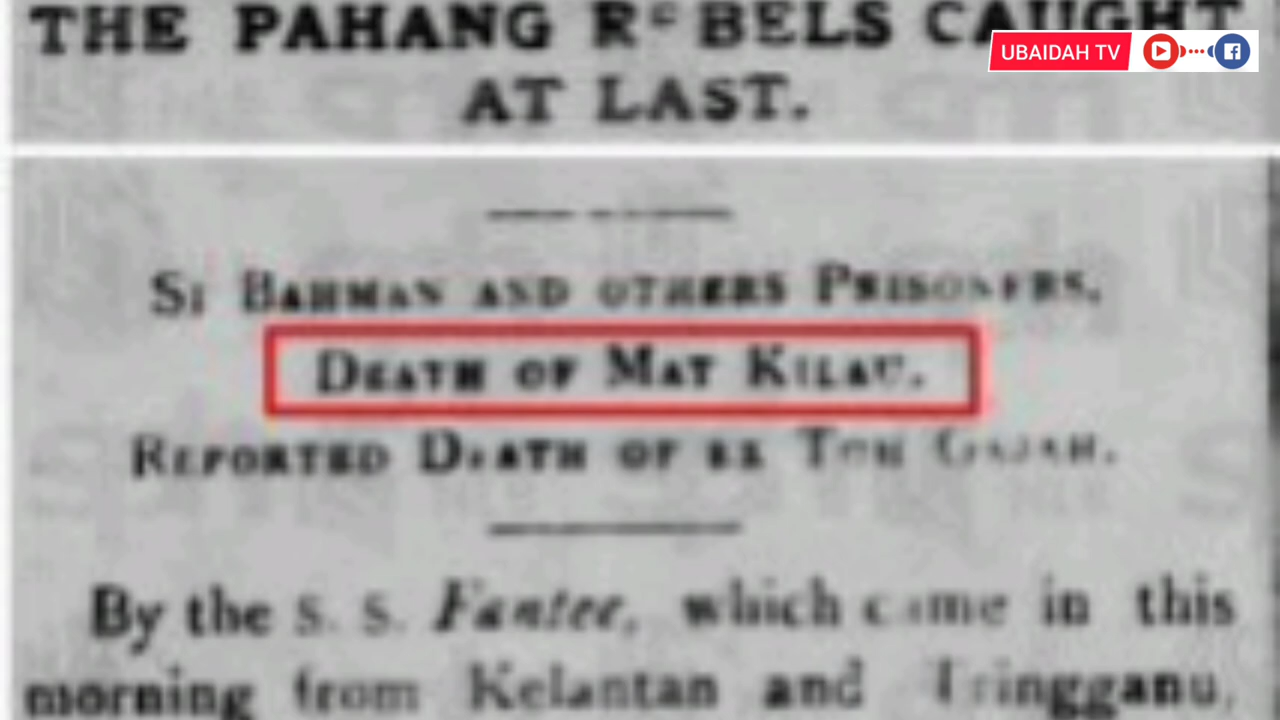 THE PAHANG REBELS CAUGHT
UBAIDAH TV
AT LAST.
SI BAHMAN AND OTHERS PRISONERS.
DEATH OF MAT KILAU.
REPORTED DEATH OF EX TOH GAJAH.
By the S. S. Fantee, which came in this
morning from Kelantan and Tringganu,